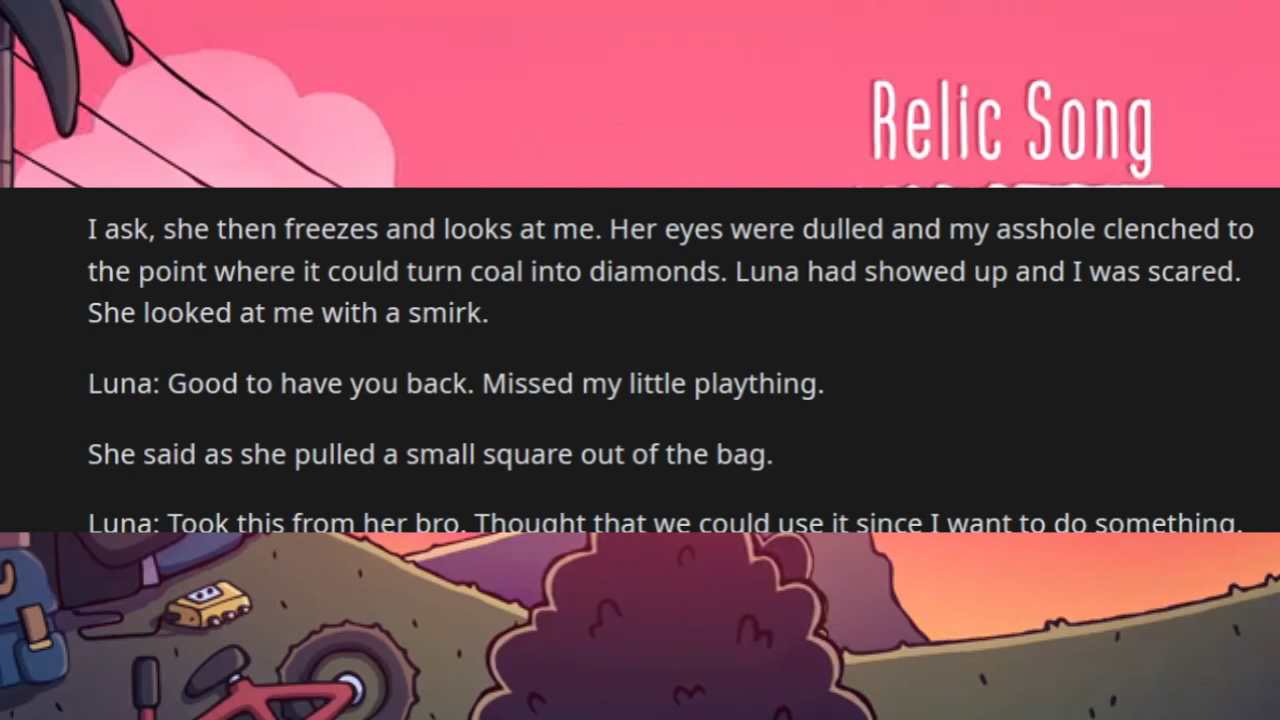 Relic Song
I ask, she then freezes and looks at me. Her eyes were dulled and my asshole clenched to
the point where it could turn coal into diamonds. Luna had showed up and I was scared.
She looked at me with a smirk.
Luna: Good to have you back. Missed my little plaything.
She said as she pulled a small square out of the bag.
Luna: Took this from her bro. Thought that we could use it since I want to do something.